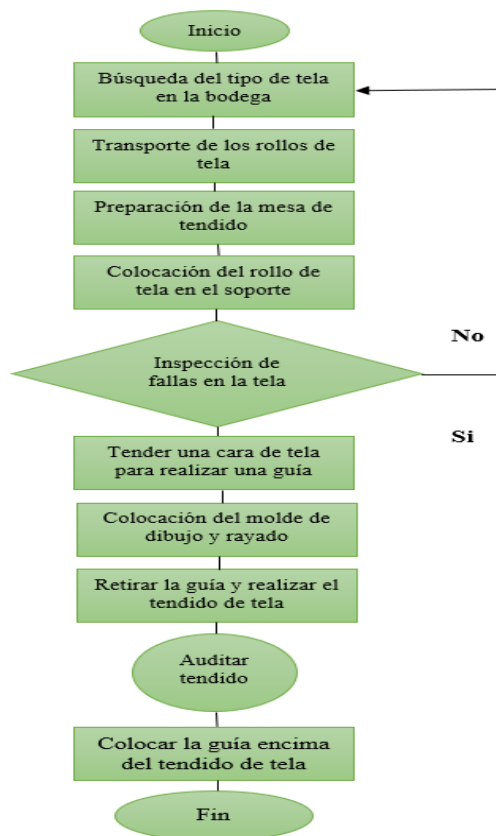 Inicio
Búsqueda del tipo de tela
en la bodega
Transporte de los rollos de
tela
Preparación de la mesa de
tendido
Colocación del rollo de
tela en el soporte
Inspección de
fallas en la tela
No
Si
Tender una cara de tela
para realizar una guía
Colocación del molde de
dibujo y rayado
Retirar la guía y realizar el
tendido de tela
Auditar
tendido
Colocar la guía encima
del tendido de tela
Fin